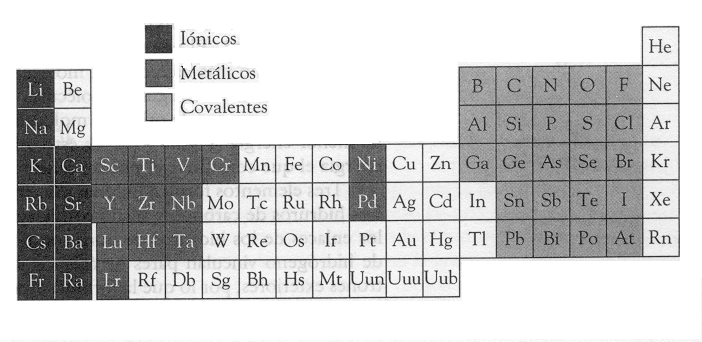 Iónicos
Metálicos
Covalentes
He
Li Be B C N O F Ne
Na Mg Al Si P S Cl Ar
K Ca Sc Ti V Cr Mn Fe Co Ni Cu Zn Ga Ge As Se Br Kr
Rb Sr Y Zr Nb Mo Tc Ru Rh Pd Ag Cd In Sn Sb Te I Xe
Cs Ba Lu Hf Ta W Re Os Ir Pt Au Hg Tl Pb Bi Po At Rn
Fr Ra Lr Rf Db Sg Bh Hs Mt Uun Uuu Uub